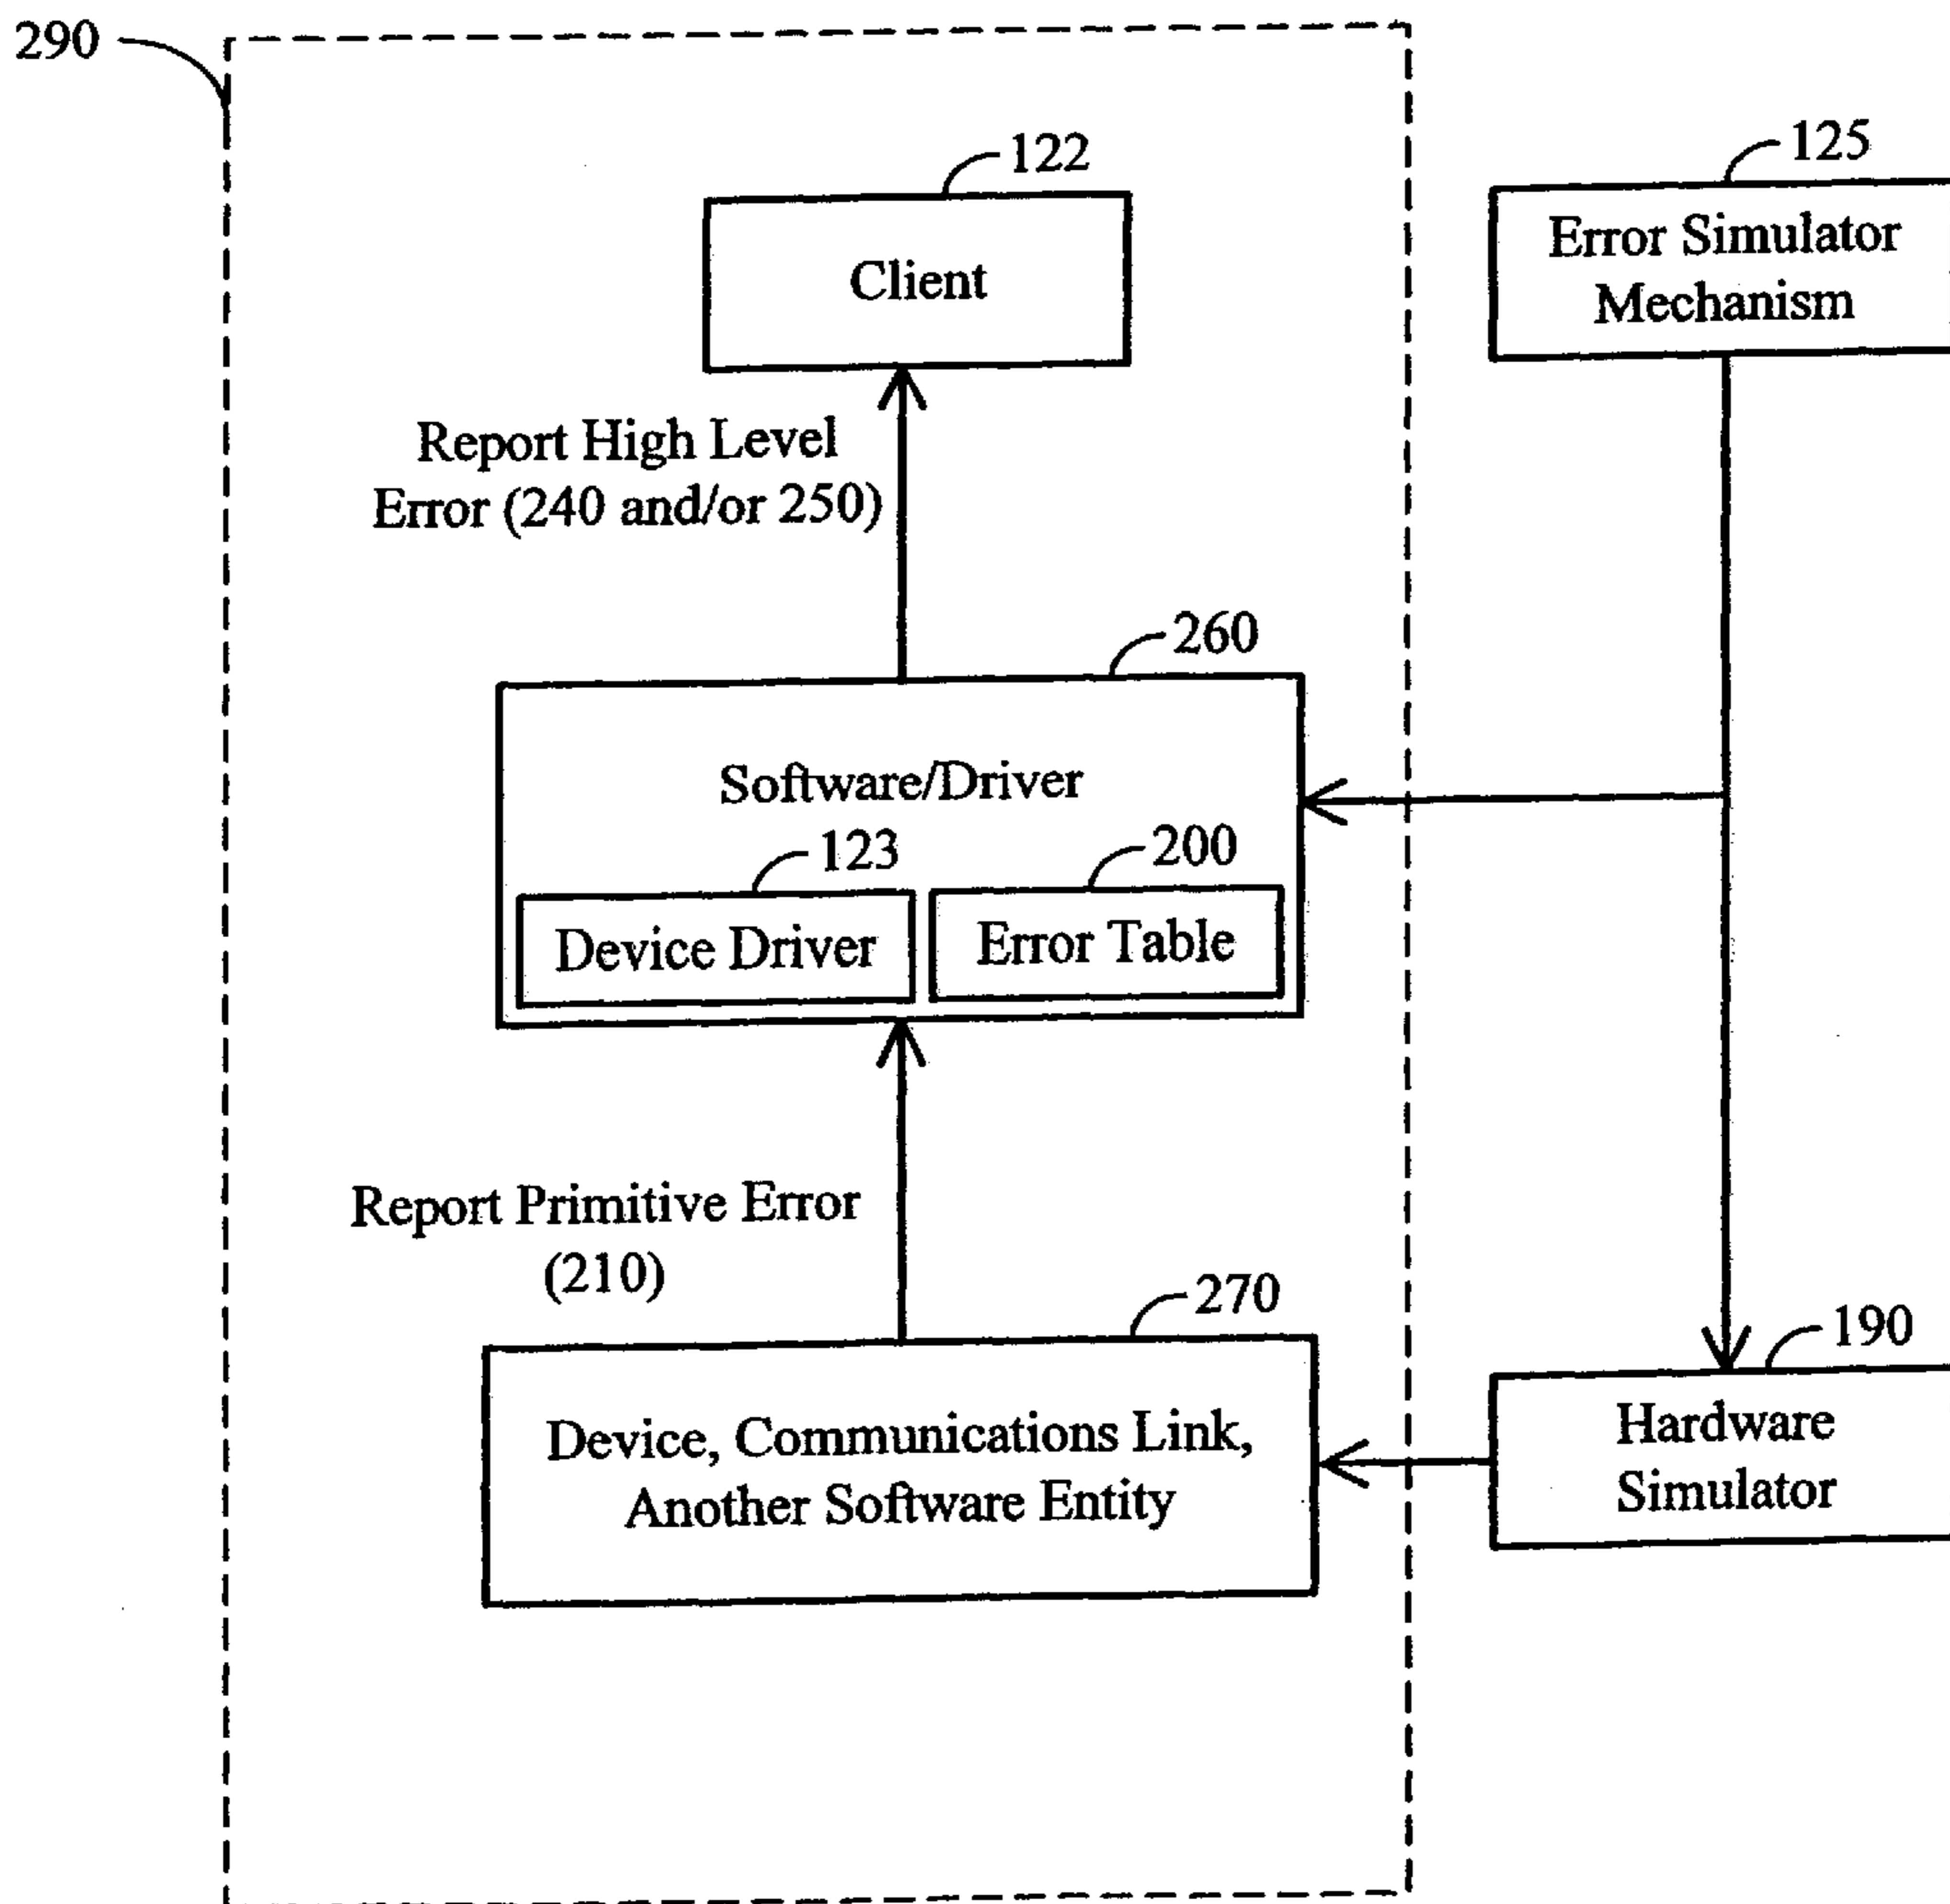 290
122
125
Client
Error Simulator
Mechanism
Report High Level
Error (240 and/or 250)
260
Software/Driver
123
200
Device Driver
Error Table
Report Primitive Error
(210)
270
190
Device, Communications Link,
Another Software Entity
Hardware
Simulator